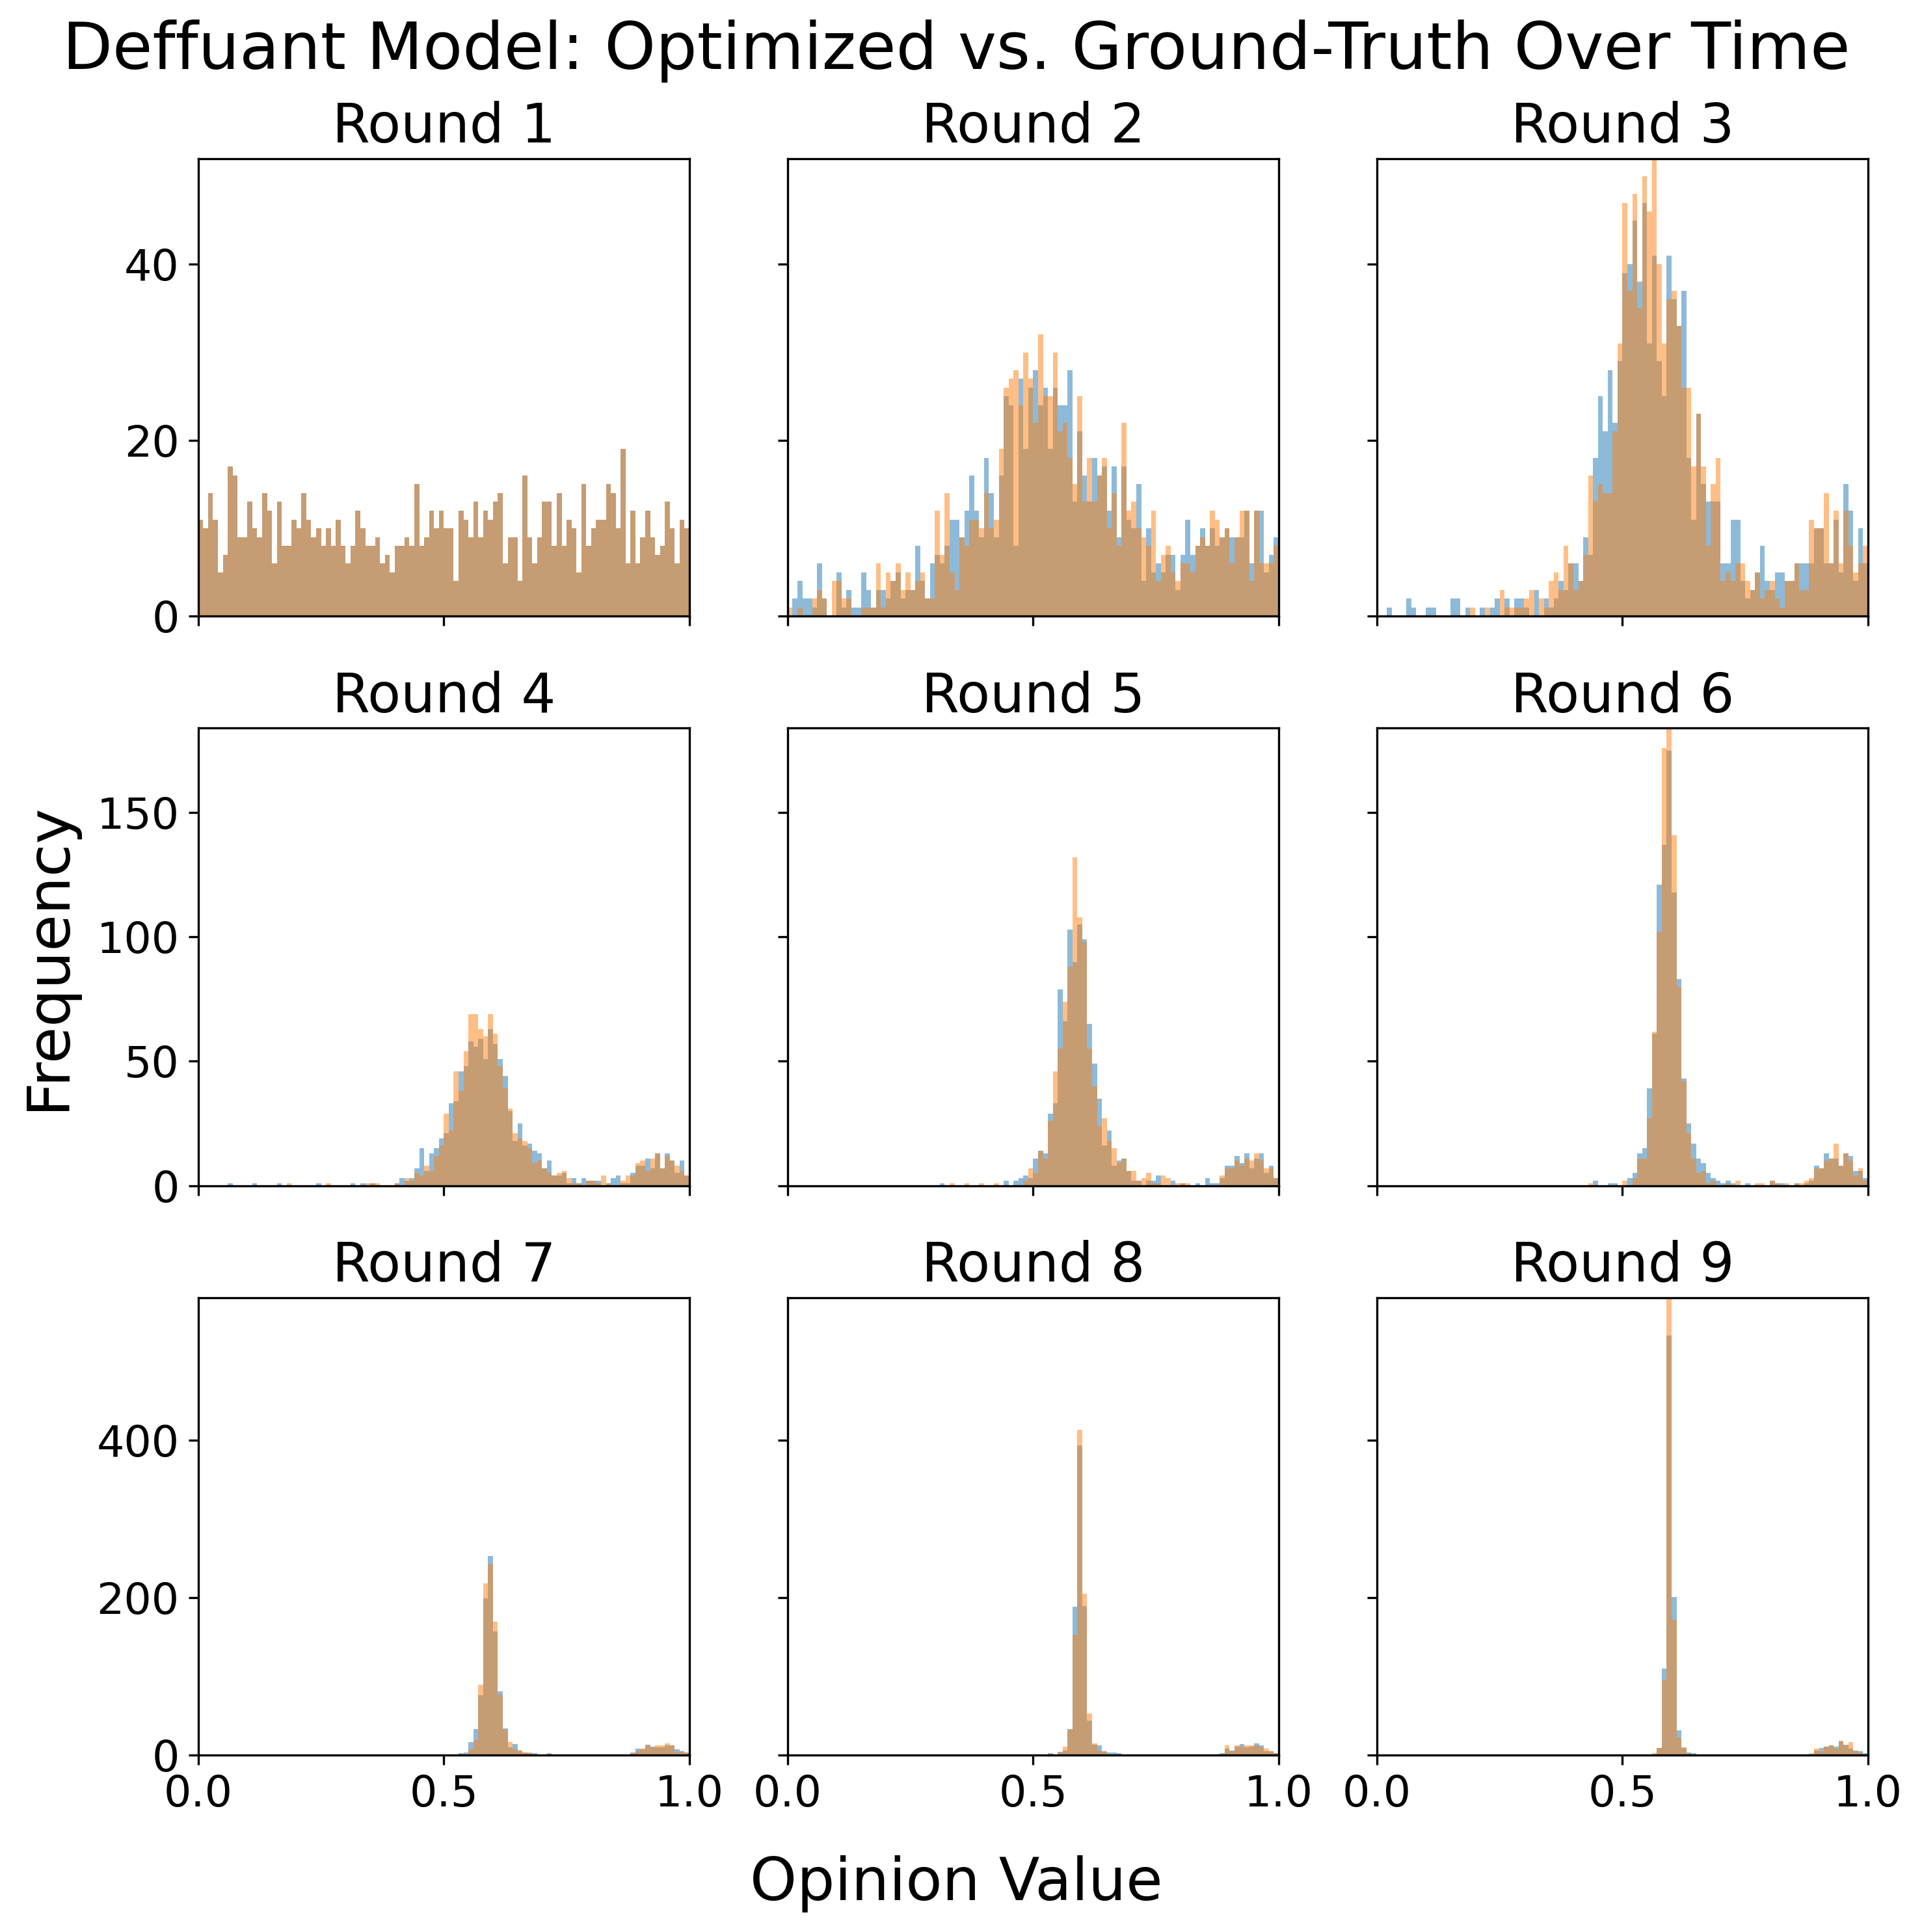 Deffuant Model: Optimized vs. Ground-Truth Over Time
Round 1
Round 2
Round 3
40
20
0
Round 4
Round 5
Round 6
150
100
50
0
Frequency
Round 7
Round 8
Round 9
400
200
0
0.0 0.5 1.0 0.0 0.5 1.0 0.0 0.5 1.0
Opinion Value